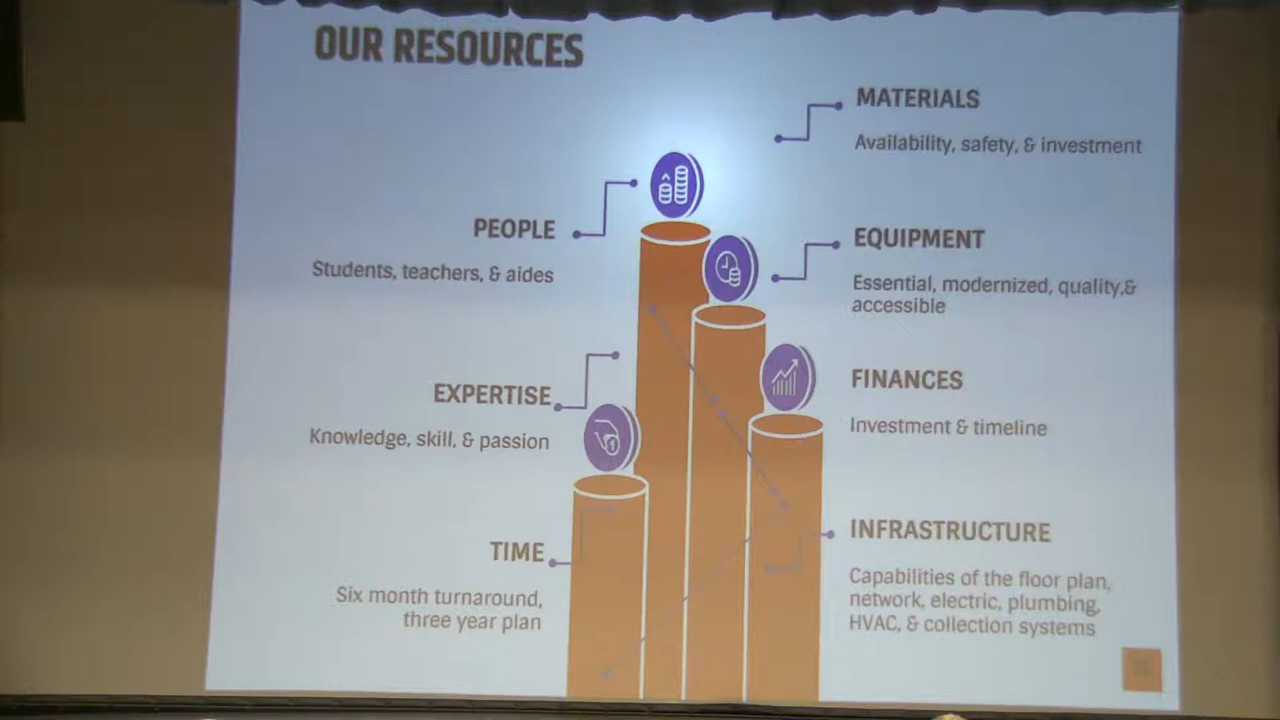 OUR RESOURCES
PEOPLE
Students, teachers, & aides
EXPERTISE
Knowledge, skill, & passion
TIME
Six month turnaround,
three year plan
MATERIALS
Availability, safety, & investment
EQUIPMENT
Essential, modernized, quality,&
accessible
FINANCES
Investment & timeline
INFRASTRUCTURE
Capabilities of the floor plan,
network, electric, plumbing,
HVAC, & collection systems
1